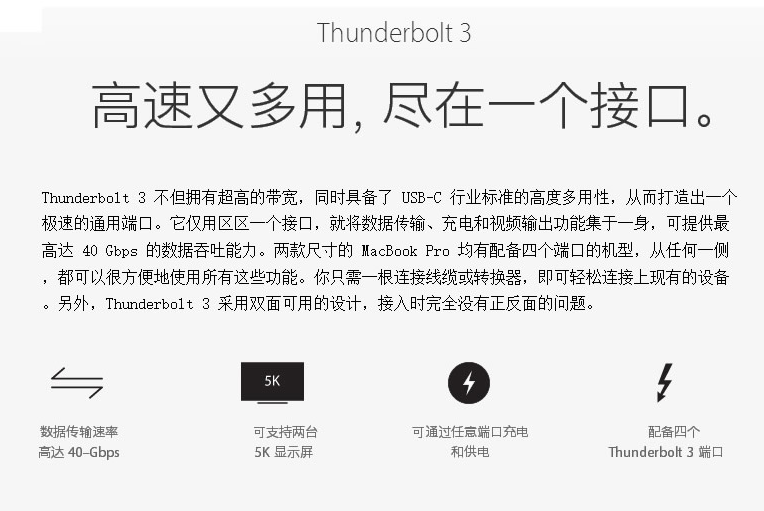 Thunderbolt 3
高速又多用，尽在一个接口。
Thunderbolt 3 不但拥有超高的带宽，同时具备了 USB-C 行业标准的高度多用性，从而打造出一个
极速的通用端口。它仅用区区一个接口，就将数据传输、充电和视频输出功能集于一身，可提供最
高达 40 Gbps 的数据吞吐能力。两款尺寸的 MacBook Pro 均有配备四个端口的机型，从任何一侧
，都可以很方便地使用所有这些功能。你只需一根连接线缆或转换器，即可轻松连接上现有的设备
。另外，Thunderbolt 3 采用双面可用的设计，接入时完全没有正反面的问题。
5K
数据传输速率
高达 40-Gbps
可支持两台
5K 显示屏
可通过任意端口充电
和供电
配备四个
Thunderbolt 3 端口